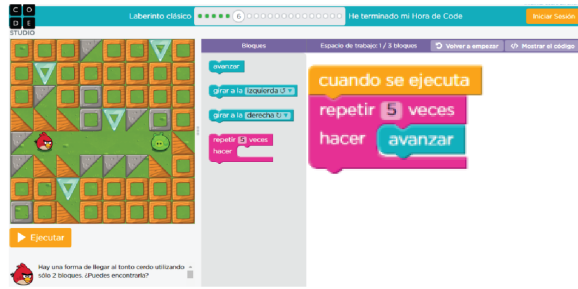 C O
D E
STUDIO
Laberinto clásico
6
He terminado mi Hora de Code
Iniciar Sesión
Bloques
Espacio de trabajo: 1 / 3 bloques
Volver a empezar
Mostrar el código
avanzar
girar a la izquierda ↺ ▾
girar a la derecha ↻ ▾
repetir 5 veces
hacer
cuando se ejecuta
repetir 5 veces
hacer avanzar
Ejecutar
Hay una forma de llegar al tonto cerdo utilizando
sólo 2 bloques. ¿Puedes encontrarla?